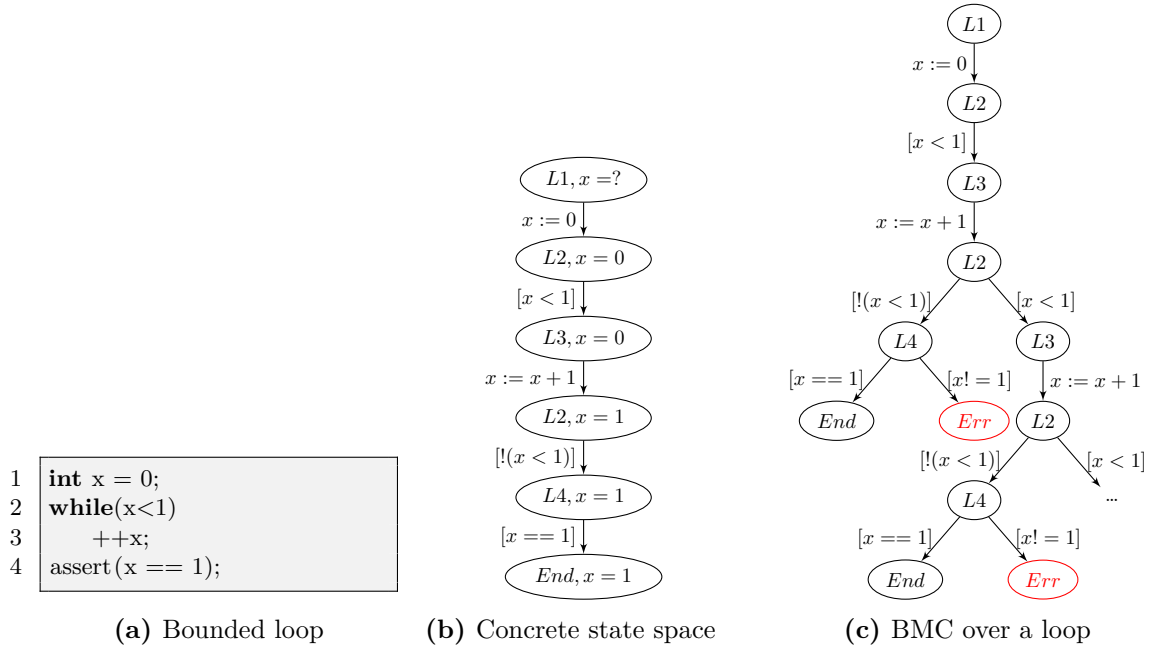 1 int x = 0;
2 while(x<1)
3 ++x;
4 assert(x == 1);
(a) Bounded loop
L1, x =?
x := 0
L2, x = 0
[x < 1]
L3, x = 0
x := x + 1
L2, x = 1
[!(x < 1)]
L4, x = 1
[x == 1]
End, x = 1
(b) Concrete state space
L1
x := 0
L2
[x < 1]
L3
x := x + 1
L2
[!(x < 1)] [x < 1]
L4 L3
[x == 1] [x! = 1] x := x + 1
End Err L2
[!(x < 1)] [x < 1]
L4 ...
[x == 1] [x! = 1]
End Err
(c) BMC over a loop